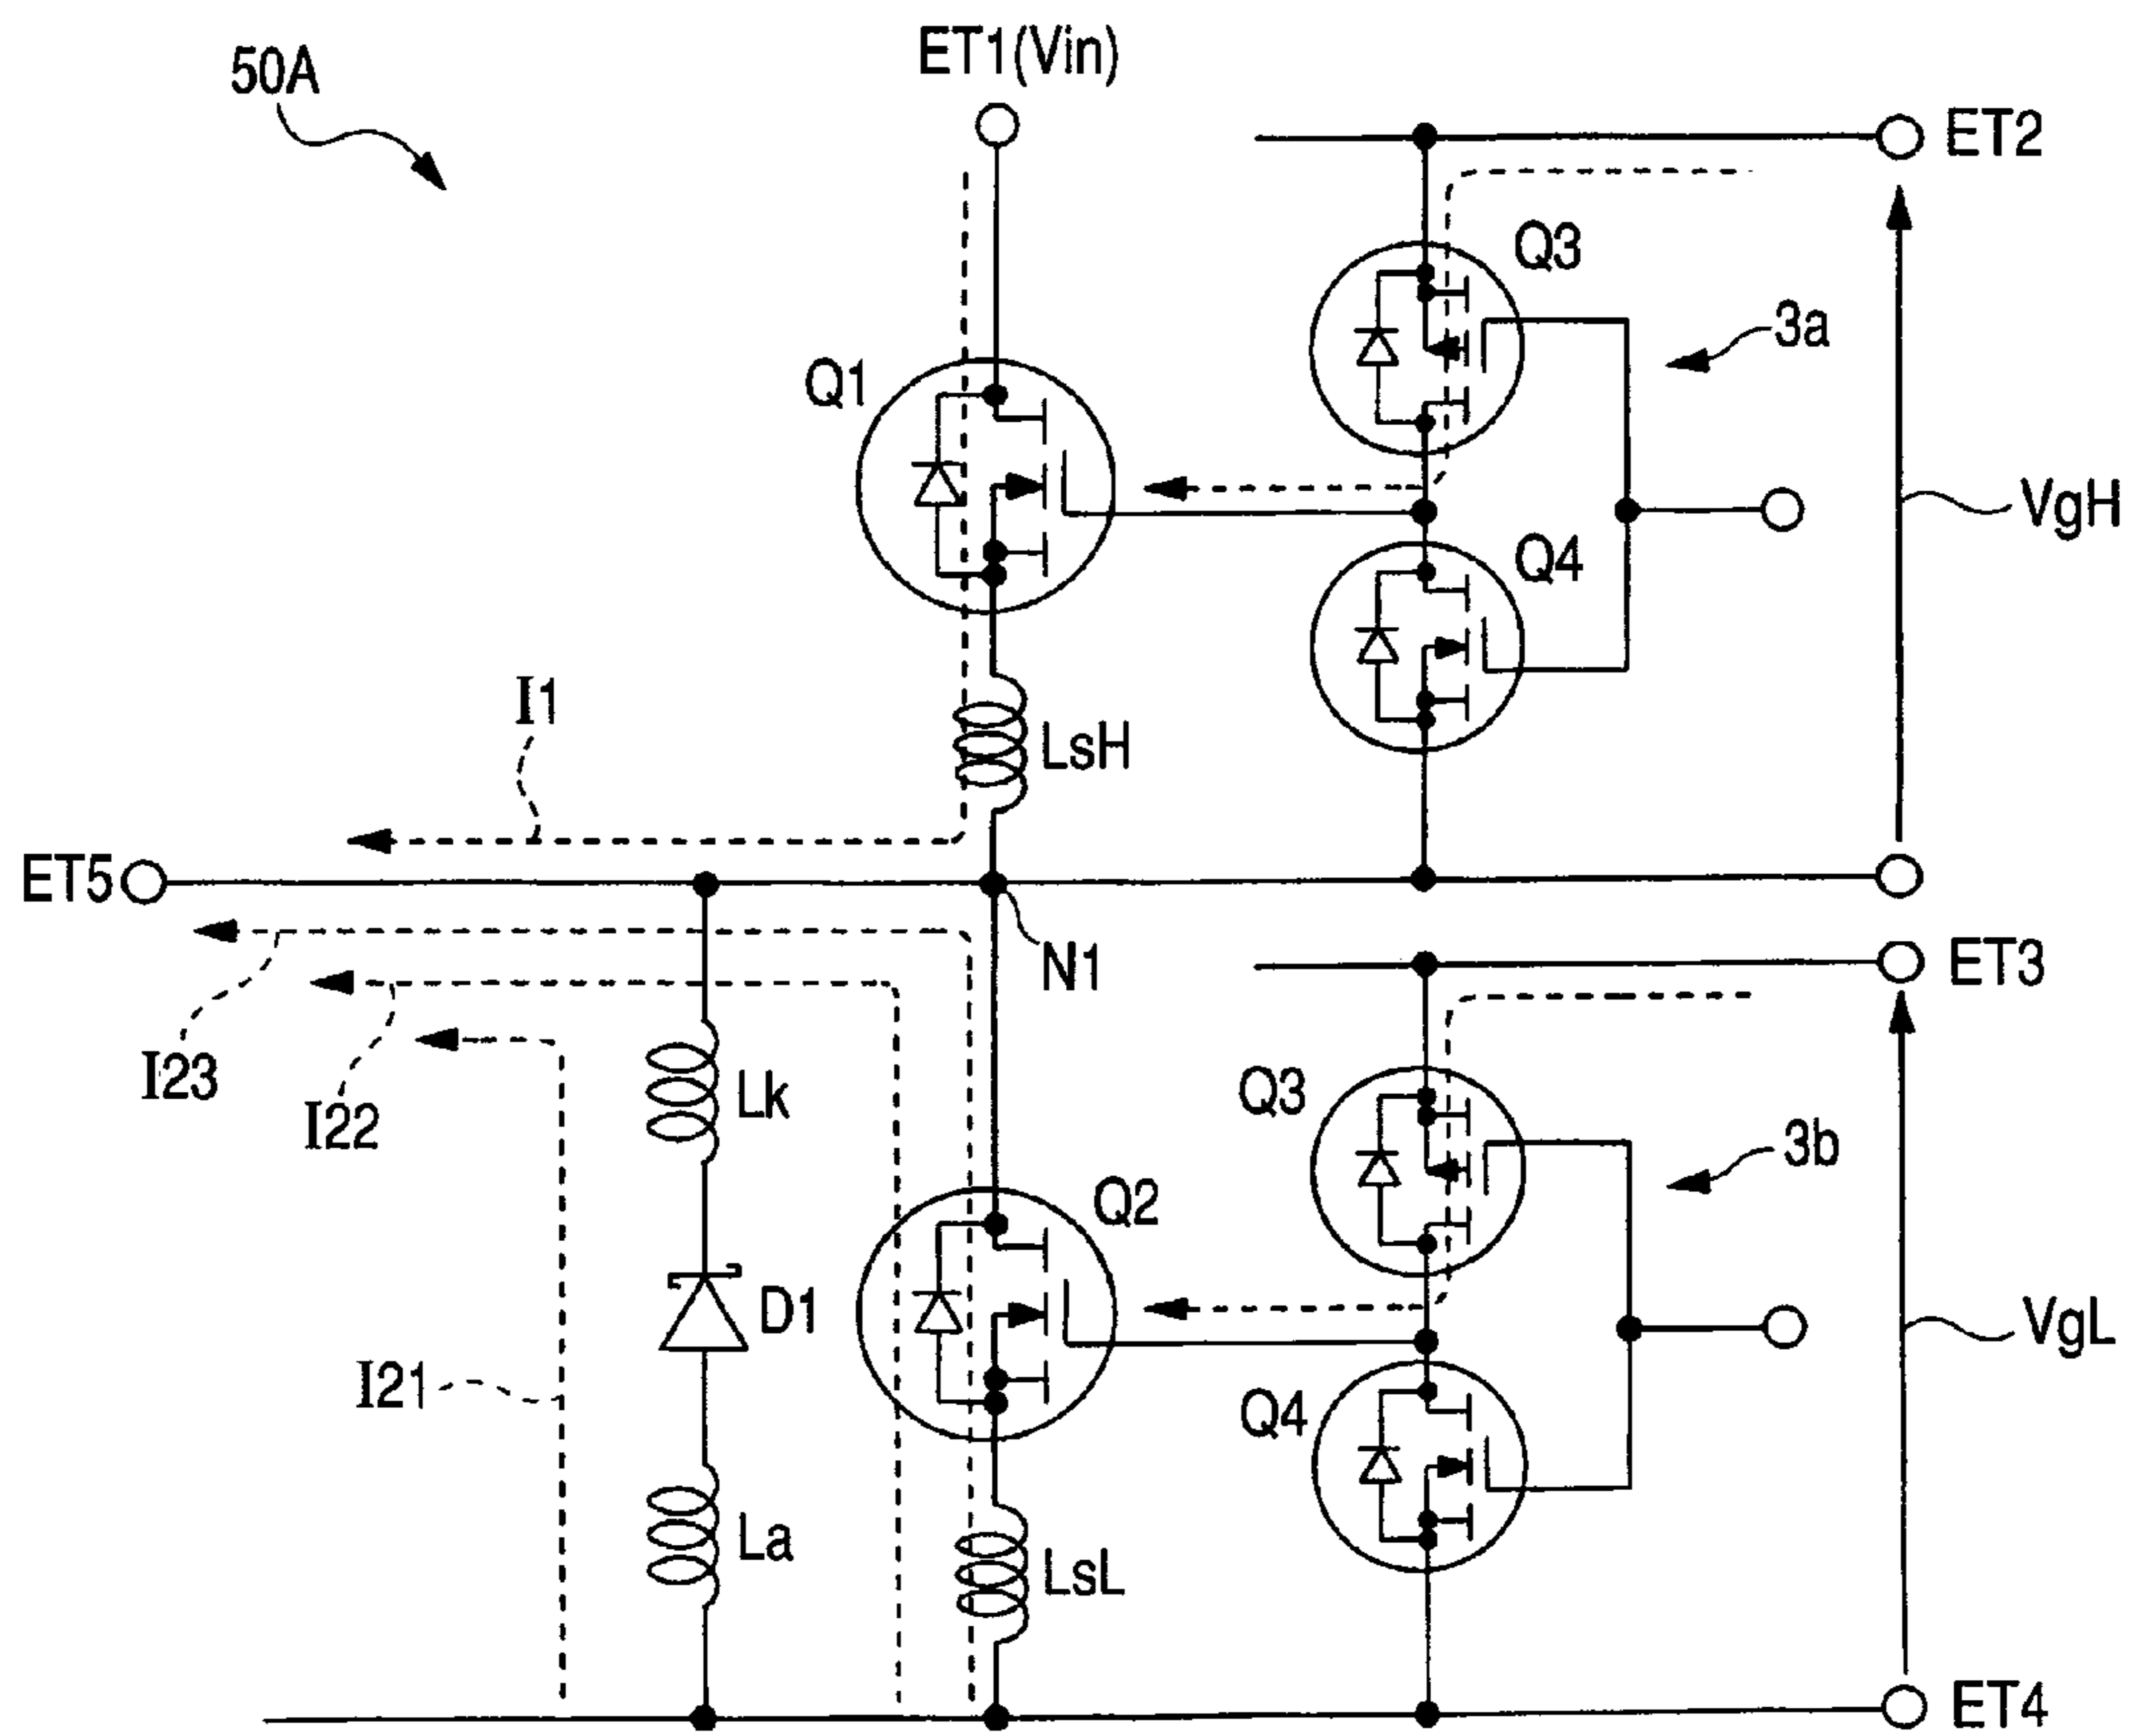 50A
ET1(Vin)
ET2
Q3
3a
Q1
VgH
Q4
I1
LsH
ET5
N1
ET3
I23
I22
Lk
Q3
3b
Q2
D1
VgL
I21
Q4
La
LsL
ET4